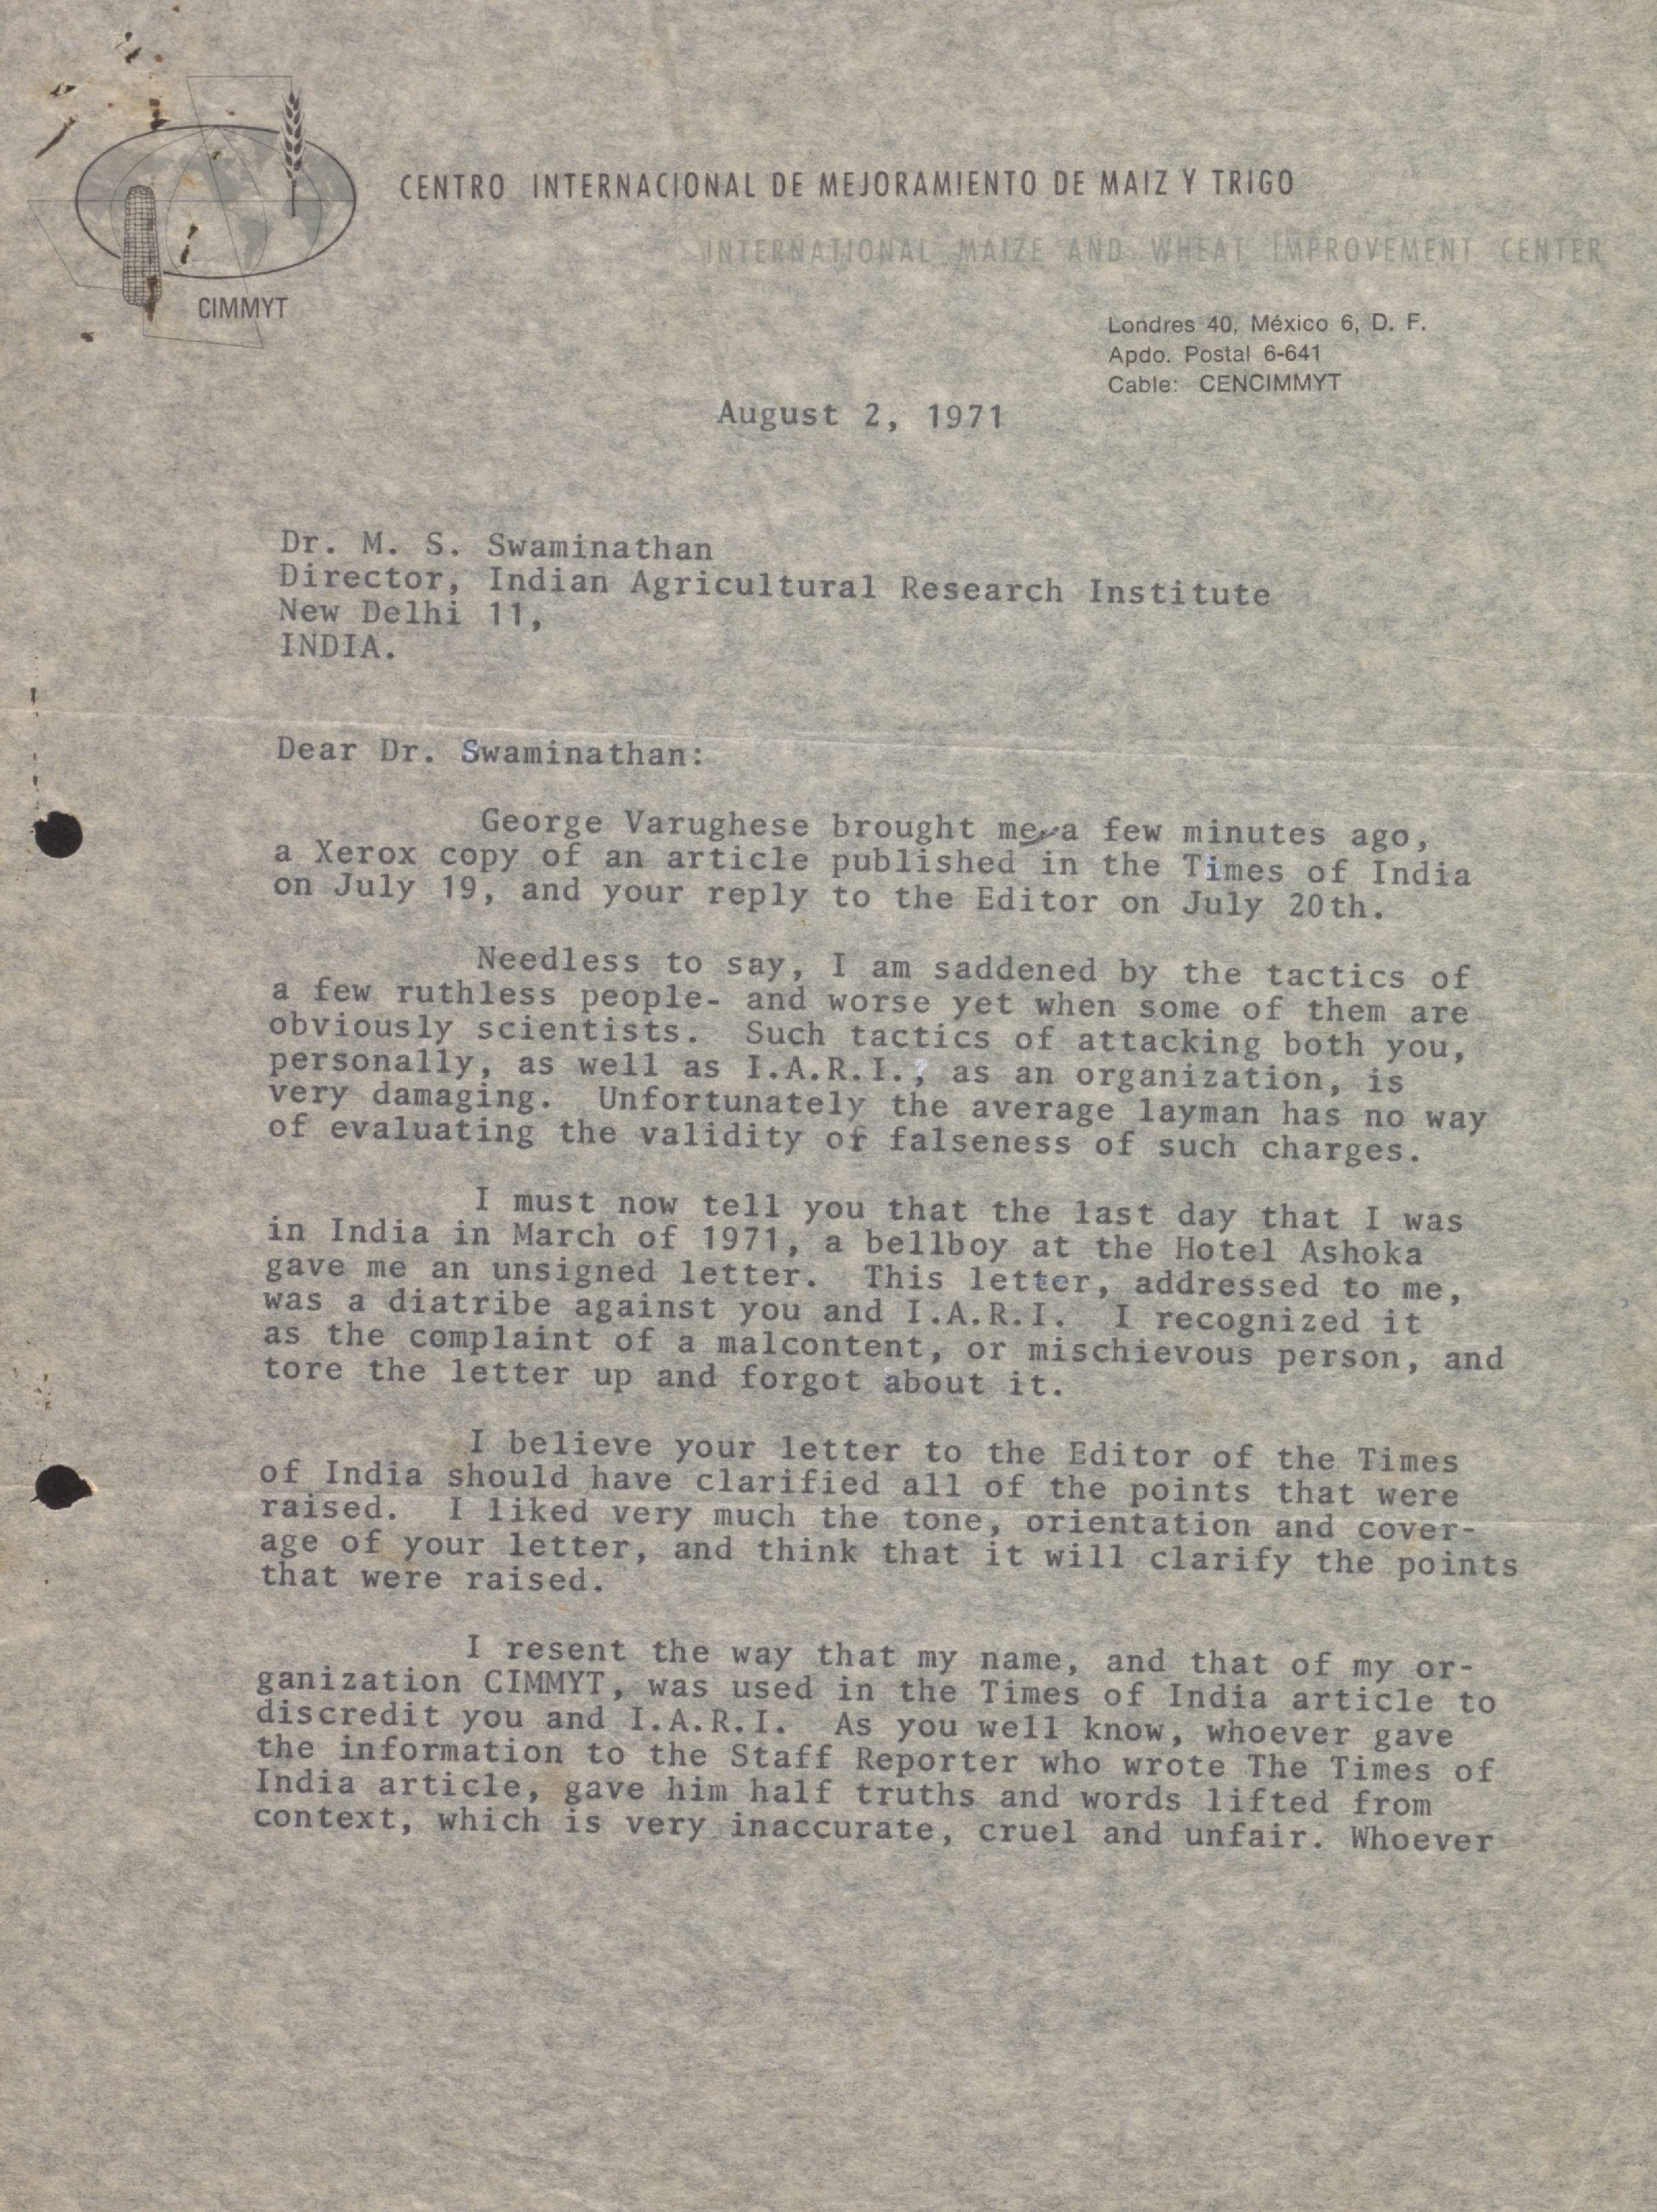 CENTRO INTERNACIONAL DE MEJORAMIENTO DE MAIZ Y TRIGO
INTERNATIONAL MAIZE AND WHEAT IMPROVEMENT CENTER
CIMMYT
Londres 40, México 6, D. F.
Apdo. Postal 6-641
Cable: CENCIMMYT
August 2, 1971
Dr. M. S. Swaminathan
Director, Indian Agricultural Research Institute
New Delhi 11,
INDIA.
Dear Dr. Swaminathan:
George Varughese brought me a few minutes ago,
a Xerox copy of an article published in the Times of India
on July 19, and your reply to the Editor on July 20th.
Needless to say, I am saddened by the tactics of
a few ruthless people- and worse yet when some of them are
obviously scientists. Such tactics of attacking both you,
personally, as well as I.A.R.I., as an organization, is
very damaging. Unfortunately the average layman has no way
of evaluating the validity or falseness of such charges.
I must now tell you that the last day that I was
in India in March of 1971, a bellboy at the Hotel Ashoka
gave me an unsigned letter. This letter, addressed to me,
was a diatribe against you and I.A.R.I. I recognized it
as the complaint of a malcontent, or mischievous person, and
tore the letter up and forgot about it.
I believe your letter to the Editor of the Times
of India should have clarified all of the points that were
raised. I liked very much the tone, orientation and cover-
age of your letter, and think that it will clarify the points
that were raised.
I resent the way that my name, and that of my or-
ganization CIMMYT, was used in the Times of India article to
discredit you and I.A.R.I. As you well know, whoever gave
the information to the Staff Reporter who wrote The Times of
India article, gave him half truths and words lifted from
context, which is very inaccurate, cruel and unfair. Whoever